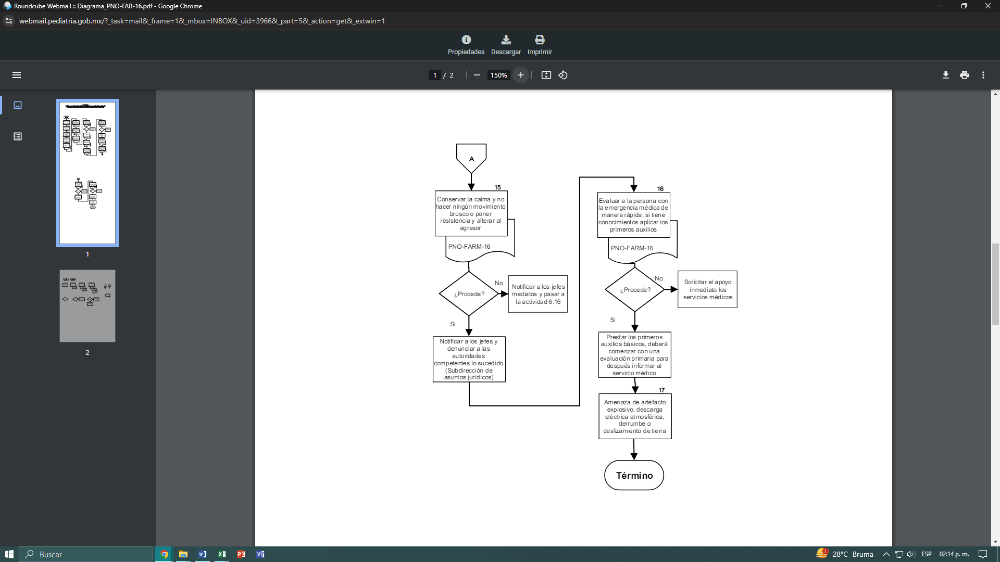 Roundcube Webmail :: Diagrama_PNO-FAR-16.pdf - Google Chrome
webmail.pediatria.gob.mx/?_task=mail&_frame=1&_mbox=INBOX&_uid=3966&_part=5&_action=get&_extwin=1
Propiedades
Descargar
Imprimir
1 / 2
150%
1
2
A
15
Conservar la calma y no
hacer ningún movimiento
brusco o poner
resistencia y alterar al
agresor
PNO-FARM-16
¿Procede?
No
Notificar a los jefes
mediatos y pasar a
la actividad 6.16
Si
Notificar a los jefes y
denunciar a las
autoridades
competentes lo sucedido
(Subdirección de
asuntos jurídicos)
16
Evaluar a la persona con
la emergencia médica de
manera rápida; si tiene
conocimientos aplicar los
primeros auxilios
PNO-FARM-16
¿Procede?
No
Solicitar el apoyo
inmediato los
servicios médicos
Si
Prestar los primeros
auxilios básicos, deberá
comenzar con una
evaluación primaria para
después informar al
servicio médico
17
Amenaza de artefacto
explosivo, descarga
eléctrica atmosférica,
derrumbe o
deslizamiento de tierra
Término
Buscar
1
28°C Bruma
ESP
02:14 p. m.